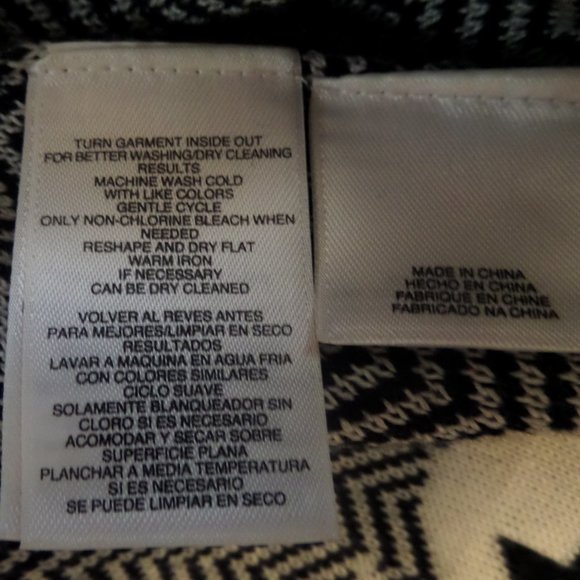 TURN GARMENT INSIDE OUT
FOR BETTER WASHING/DRY CLEANING
RESULTS
MACHINE WASH COLD
WITH LIKE COLORS
GENTLE CYCLE
ONLY NON-CHLORINE BLEACH WHEN
NEEDED
RESHAPE AND DRY FLAT
WARM IRON
IF NECESSARY
CAN BE DRY CLEANED
VOLVER AL REVES ANTES
PARA MEJORES/LIMPIAR EN SECO
RESULTADOS
LAVAR A MAQUINA EN AGUA FRIA
CON COLORES SIMILARES
CICLO SUAVE
SOLAMENTE BLANQUEADOR SIN
CLORO SI ES NECESARIO
ACOMODAR Y SECAR SOBRE
SUPERFICIE PLANA
PLANCHAR A MEDIA TEMPERATURA
SI ES NECESARIO
SE PUEDE LIMPIAR EN SECO
MADE IN CHINA
HECHO EN CHINA
FABRIQUE EN CHINE
FABRICADO NA CHINA